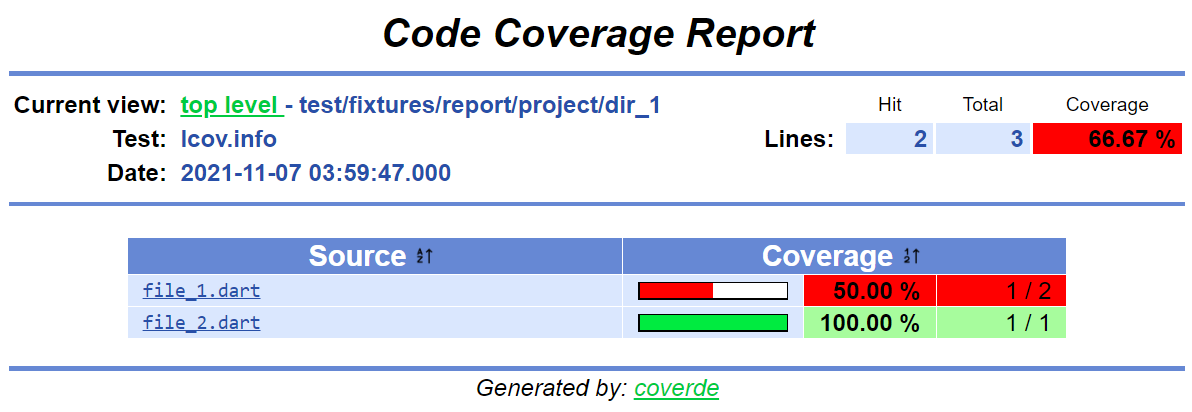 Code Coverage Report
Current view: top level - test/fixtures/report/project/dir_1
Hit Total Coverage
Test: lcov.info
Lines: 2 3 66.67 %
Date: 2021-11-07 03:59:47.000
Source Coverage
file_1.dart 50.00 % 1 / 2
file_2.dart 100.00 % 1 / 1
Generated by: coverde